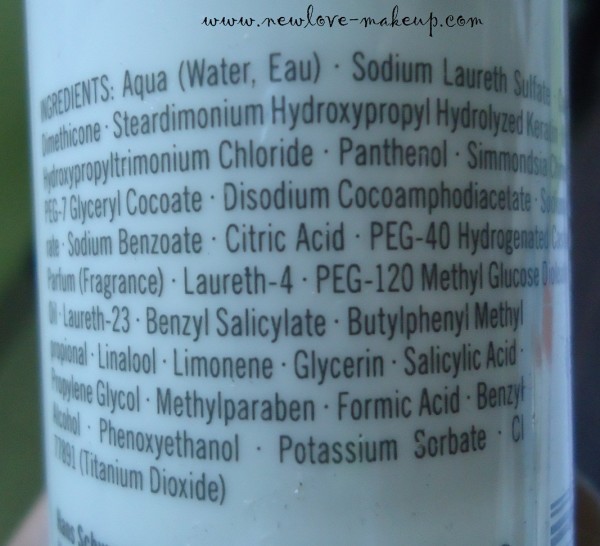 www.newlove-makeup.com
INGREDIENTS: Aqua (Water, Eau) · Sodium Laureth Sulfate
Dimethicone · Steardimonium Hydroxypropyl Hydrolyzed Keratin
Hydroxypropyltrimonium Chloride · Panthenol · Simmondsia
PEG-7 Glyceryl Cocoate · Disodium Cocoamphodiacetate ·
rate · Sodium Benzoate · Citric Acid · PEG-40 Hydrogenated
Parfum (Fragrance) · Laureth-4 · PEG-120 Methyl Glucose
Oil · Laureth-23 · Benzyl Salicylate · Butylphenyl Methyl
propional · Linalool · Limonene · Glycerin · Salicylic Acid ·
Propylene Glycol · Methylparaben · Formic Acid · Benzyl
Alcohol · Phenoxyethanol · Potassium Sorbate · CI
77891 (Titanium Dioxide)
Hans